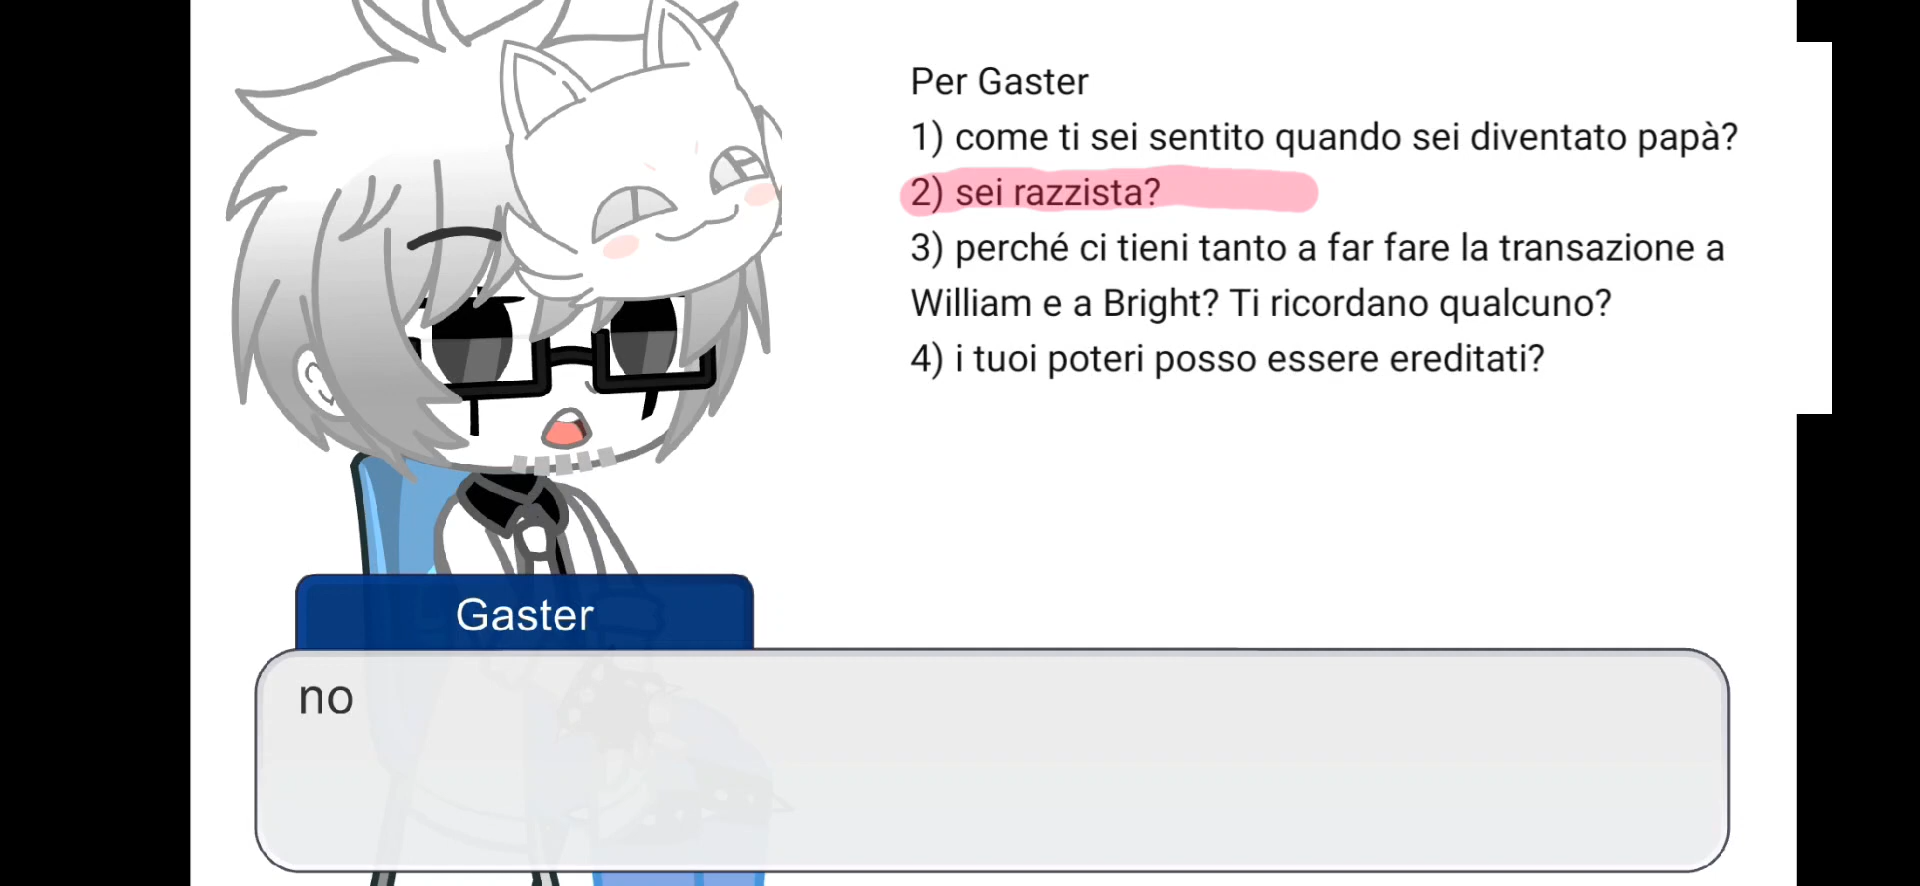 Per Gaster
1) come ti sei sentito quando sei diventato papà?
2) sei razzista?
3) perché ci tieni tanto a far fare la transazione a
William e a Bright? Ti ricordano qualcuno?
4) i tuoi poteri posso essere ereditati?
Gaster
no